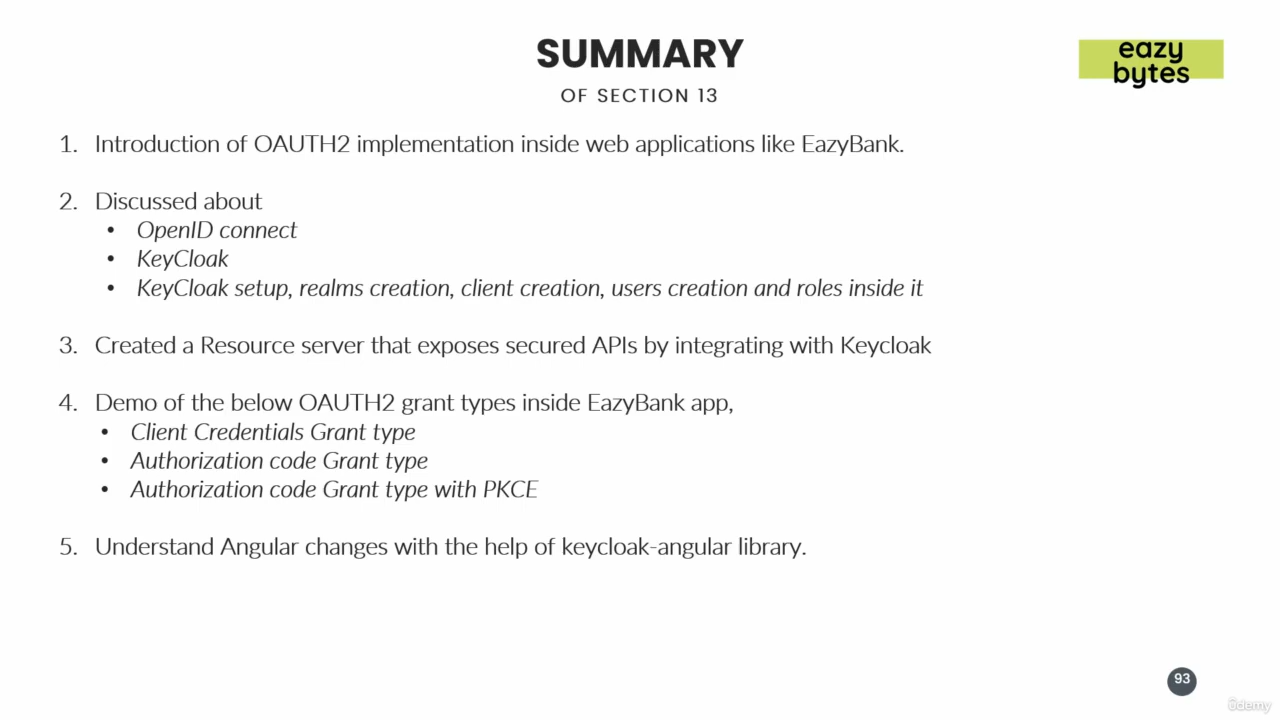 SUMMARY
OF SECTION 13
eazy
bytes
1. Introduction of OAUTH2 implementation inside web applications like EazyBank.
2. Discussed about
• OpenID connect
• KeyCloak
• KeyCloak setup, realms creation, client creation, users creation and roles inside it
3. Created a Resource server that exposes secured APIs by integrating with Keycloak
4. Demo of the below OAUTH2 grant types inside EazyBank app,
• Client Credentials Grant type
• Authorization code Grant type
• Authorization code Grant type with PKCE
5. Understand Angular changes with the help of keycloak-angular library.
93
ûdemy